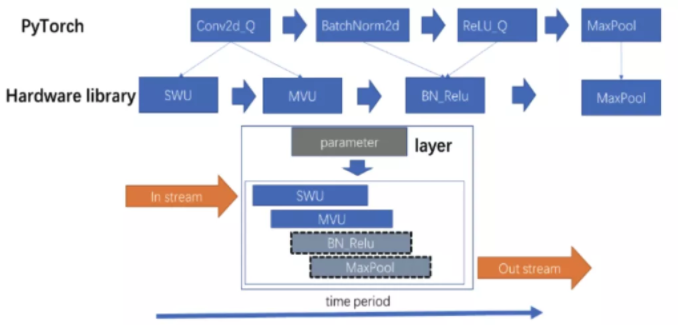 PyTorch
Conv2d_Q
BatchNorm2d
ReLU_Q
MaxPool
Hardware library
SWU
MVU
BN_Relu
MaxPool
parameter
layer
In stream
SWU
MVU
BN_Relu
MaxPool
Out stream
time period